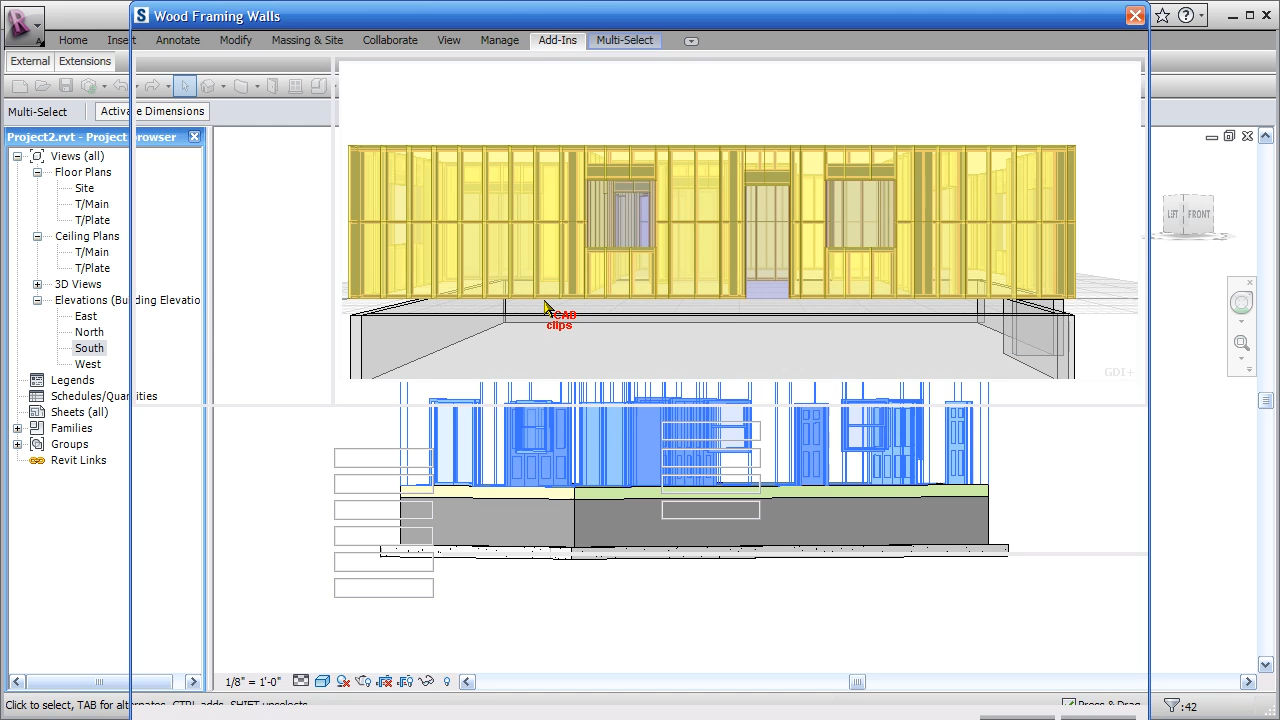 Wood Framing Walls
Home Insert Annotate Modify Massing & Site Collaborate View Manage Add-Ins Multi-Select
External Extensions
Multi-Select Activate Dimensions
Project2.rvt - Project browser
Views (all)
Floor Plans
Site
T/Main
T/Plate
Ceiling Plans
T/Main
T/Plate
3D Views
Elevations (Building Elevatio
East
North
South
West
Legends
Schedules/Quantities
Sheets (all)
Families
Groups
Revit Links
LEFT FRONT
CAD
clips
GDI+
1/8" = 1'-0"
Click to select, TAB for alternates, CTRL adds, SHIFT unselects.
Press & Drag
:42